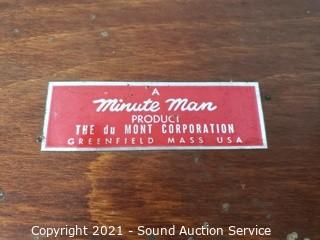 A
Minute Man
PRODUCT
THE du MONT CORPORATION
GREENFIELD MASS USA
Copyright 2021 - Sound Auction Service